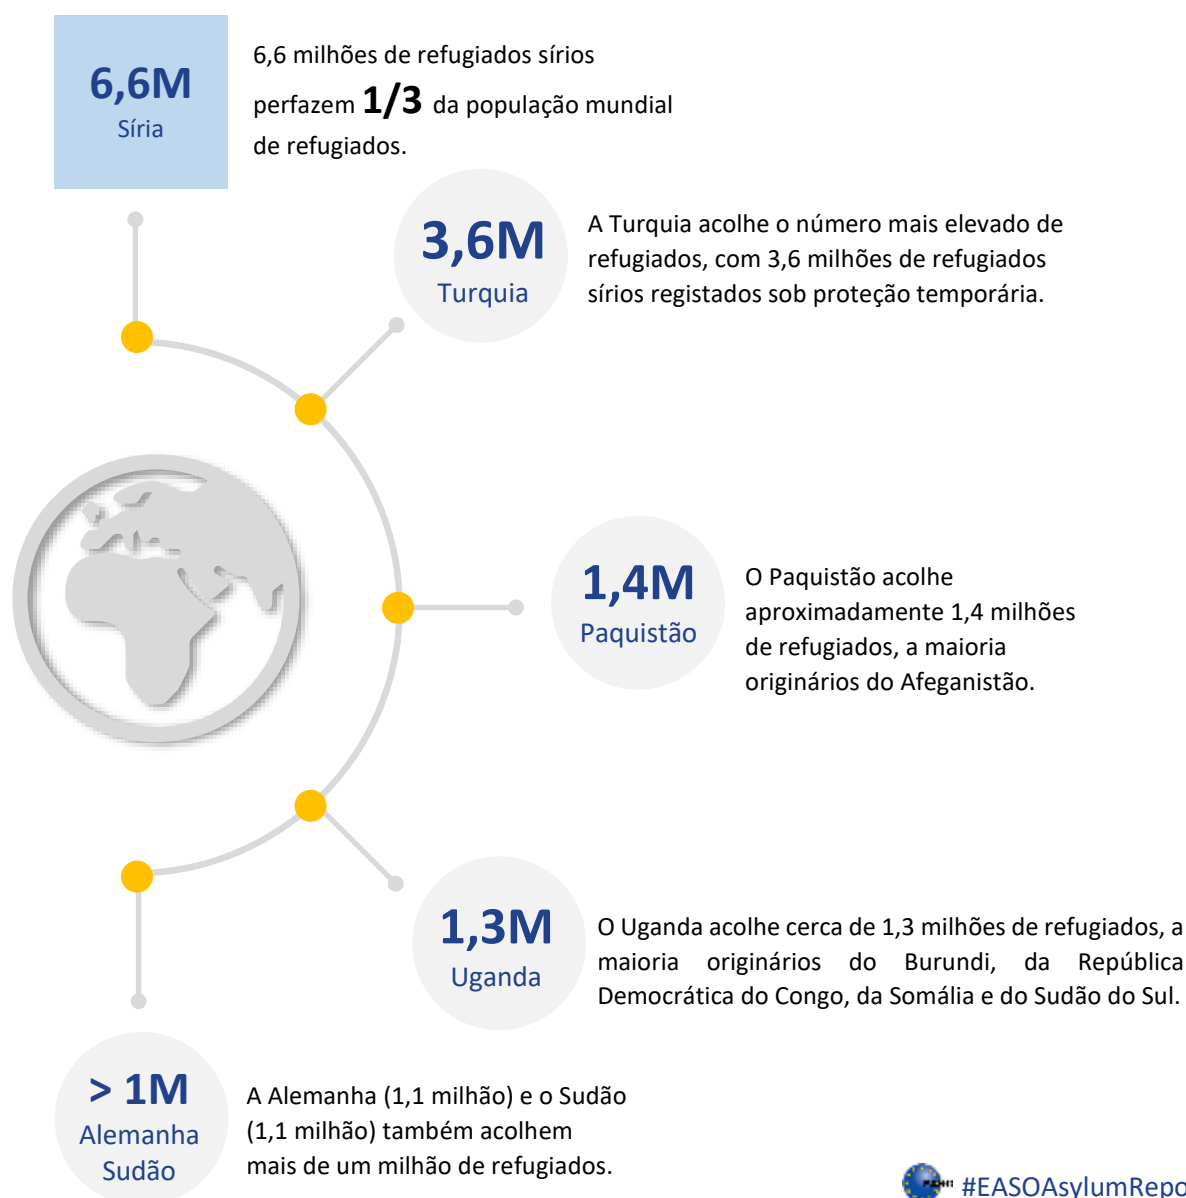 6,6M
Síria
6,6 milhões de refugiados sírios
perfazem 1/3 da população mundial
de refugiados.
3,6M
Turquia
A Turquia acolhe o número mais elevado de
refugiados, com 3,6 milhões de refugiados
sírios registados sob proteção temporária.
1,4M
Paquistão
O Paquistão acolhe
aproximadamente 1,4 milhões
de refugiados, a maioria
originários do Afeganistão.
1,3M
Uganda
O Uganda acolhe cerca de 1,3 milhões de refugiados, a
maioria originários do Burundi, da República
Democrática do Congo, da Somália e do Sudão do Sul.
> 1M
Alemanha
Sudão
A Alemanha (1,1 milhão) e o Sudão
(1,1 milhão) também acolhem
mais de um milhão de refugiados.
#EASOAsylumRepo